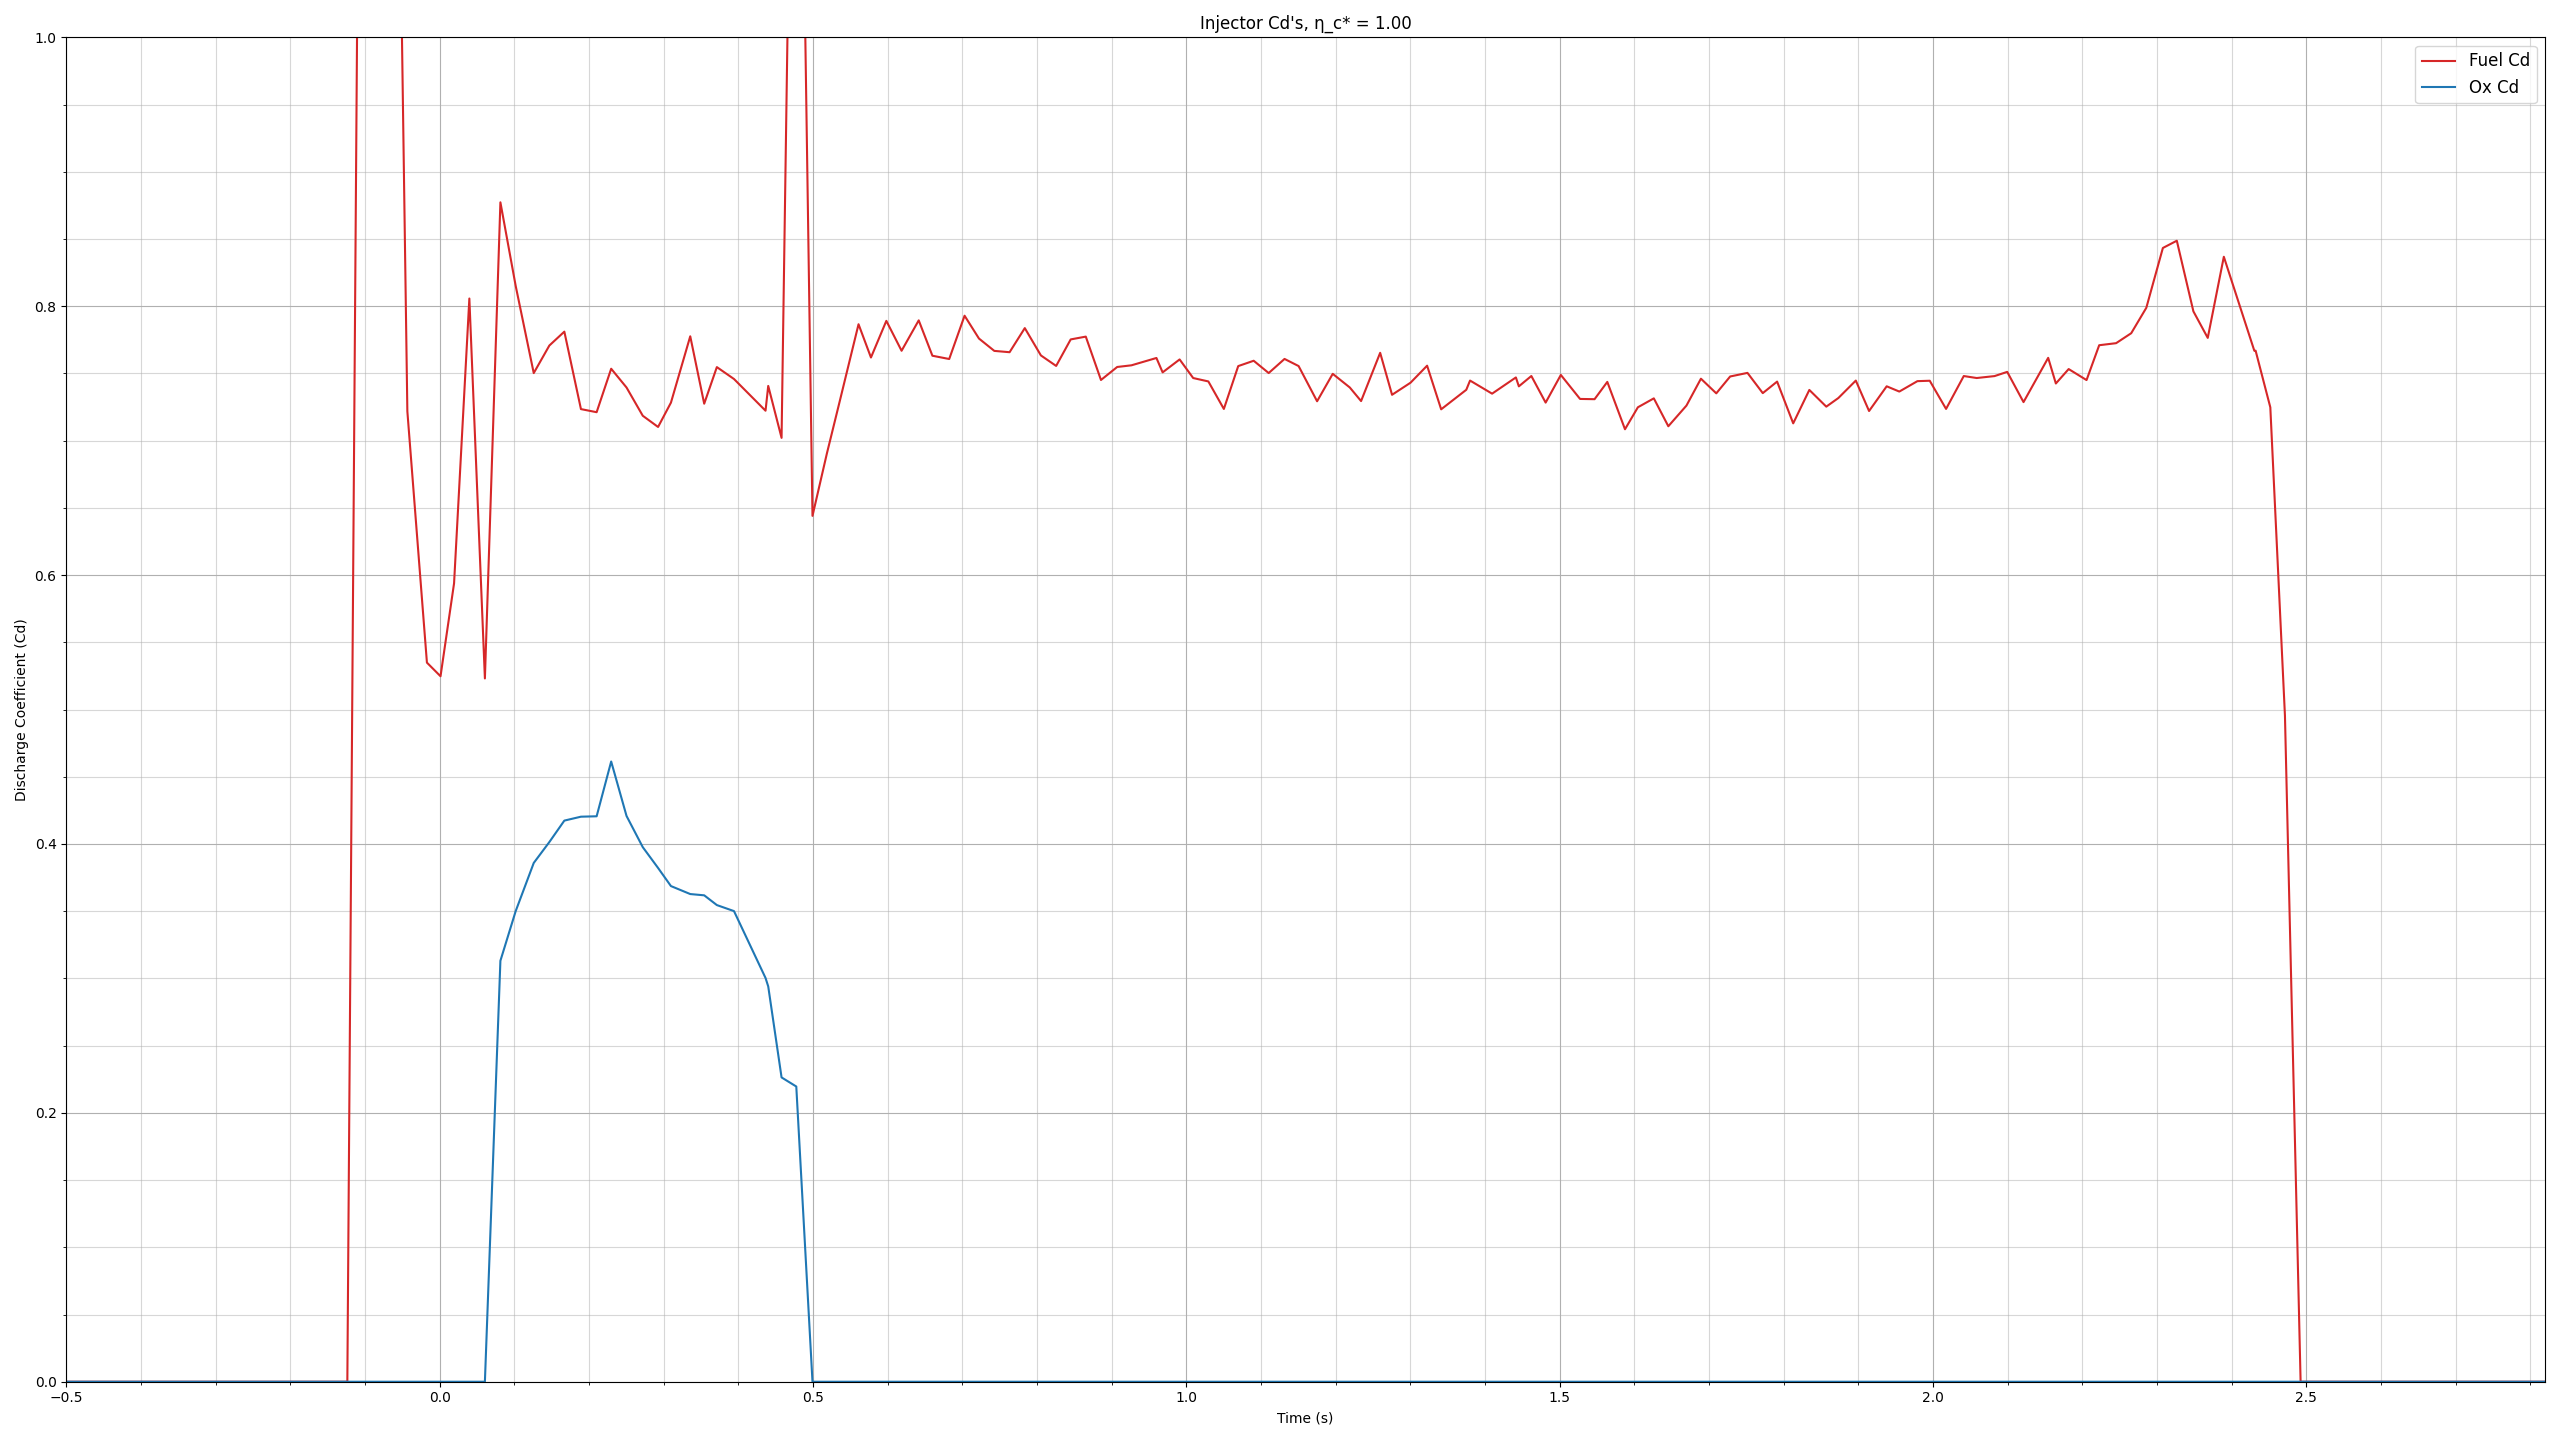 Injector Cd's, η_c* = 1.00
Fuel Cd
Ox Cd
Discharge Coefficient (Cd)
1.0
0.8
0.6
0.4
0.2
0.0
−0.5
0.0
0.5
1.0
1.5
2.0
2.5
Time (s)